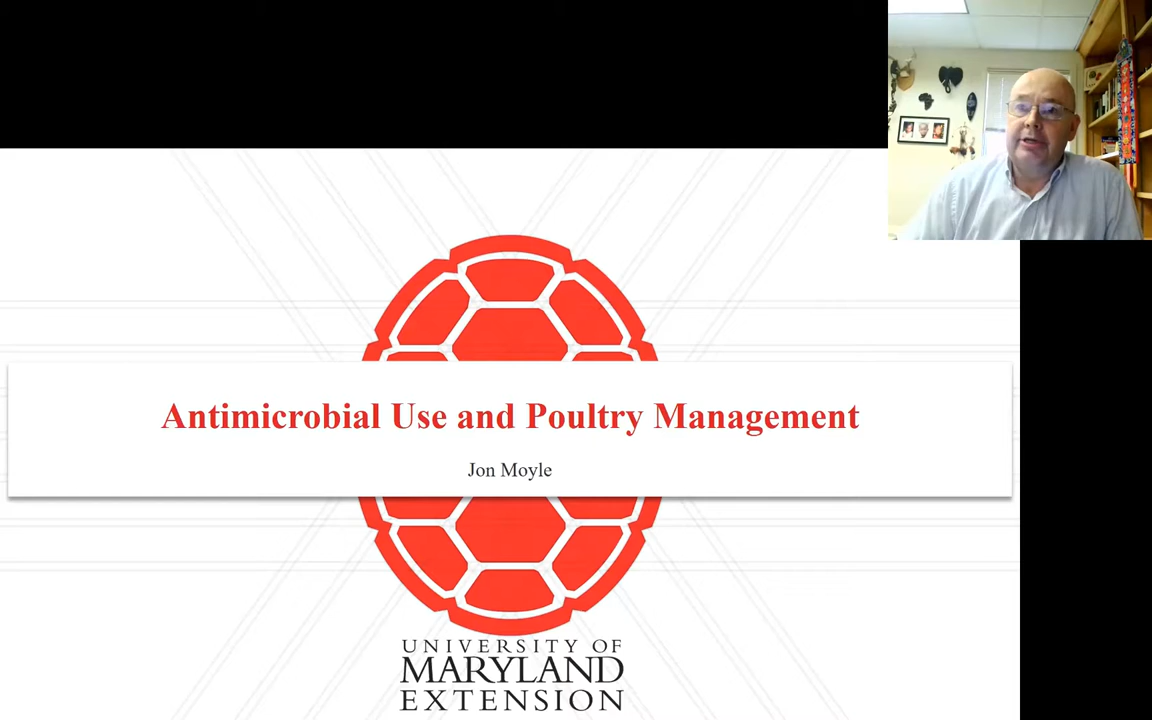 Antimicrobial Use and Poultry Management
Jon Moyle
UNIVERSITY OF
MARYLAND
EXTENSION